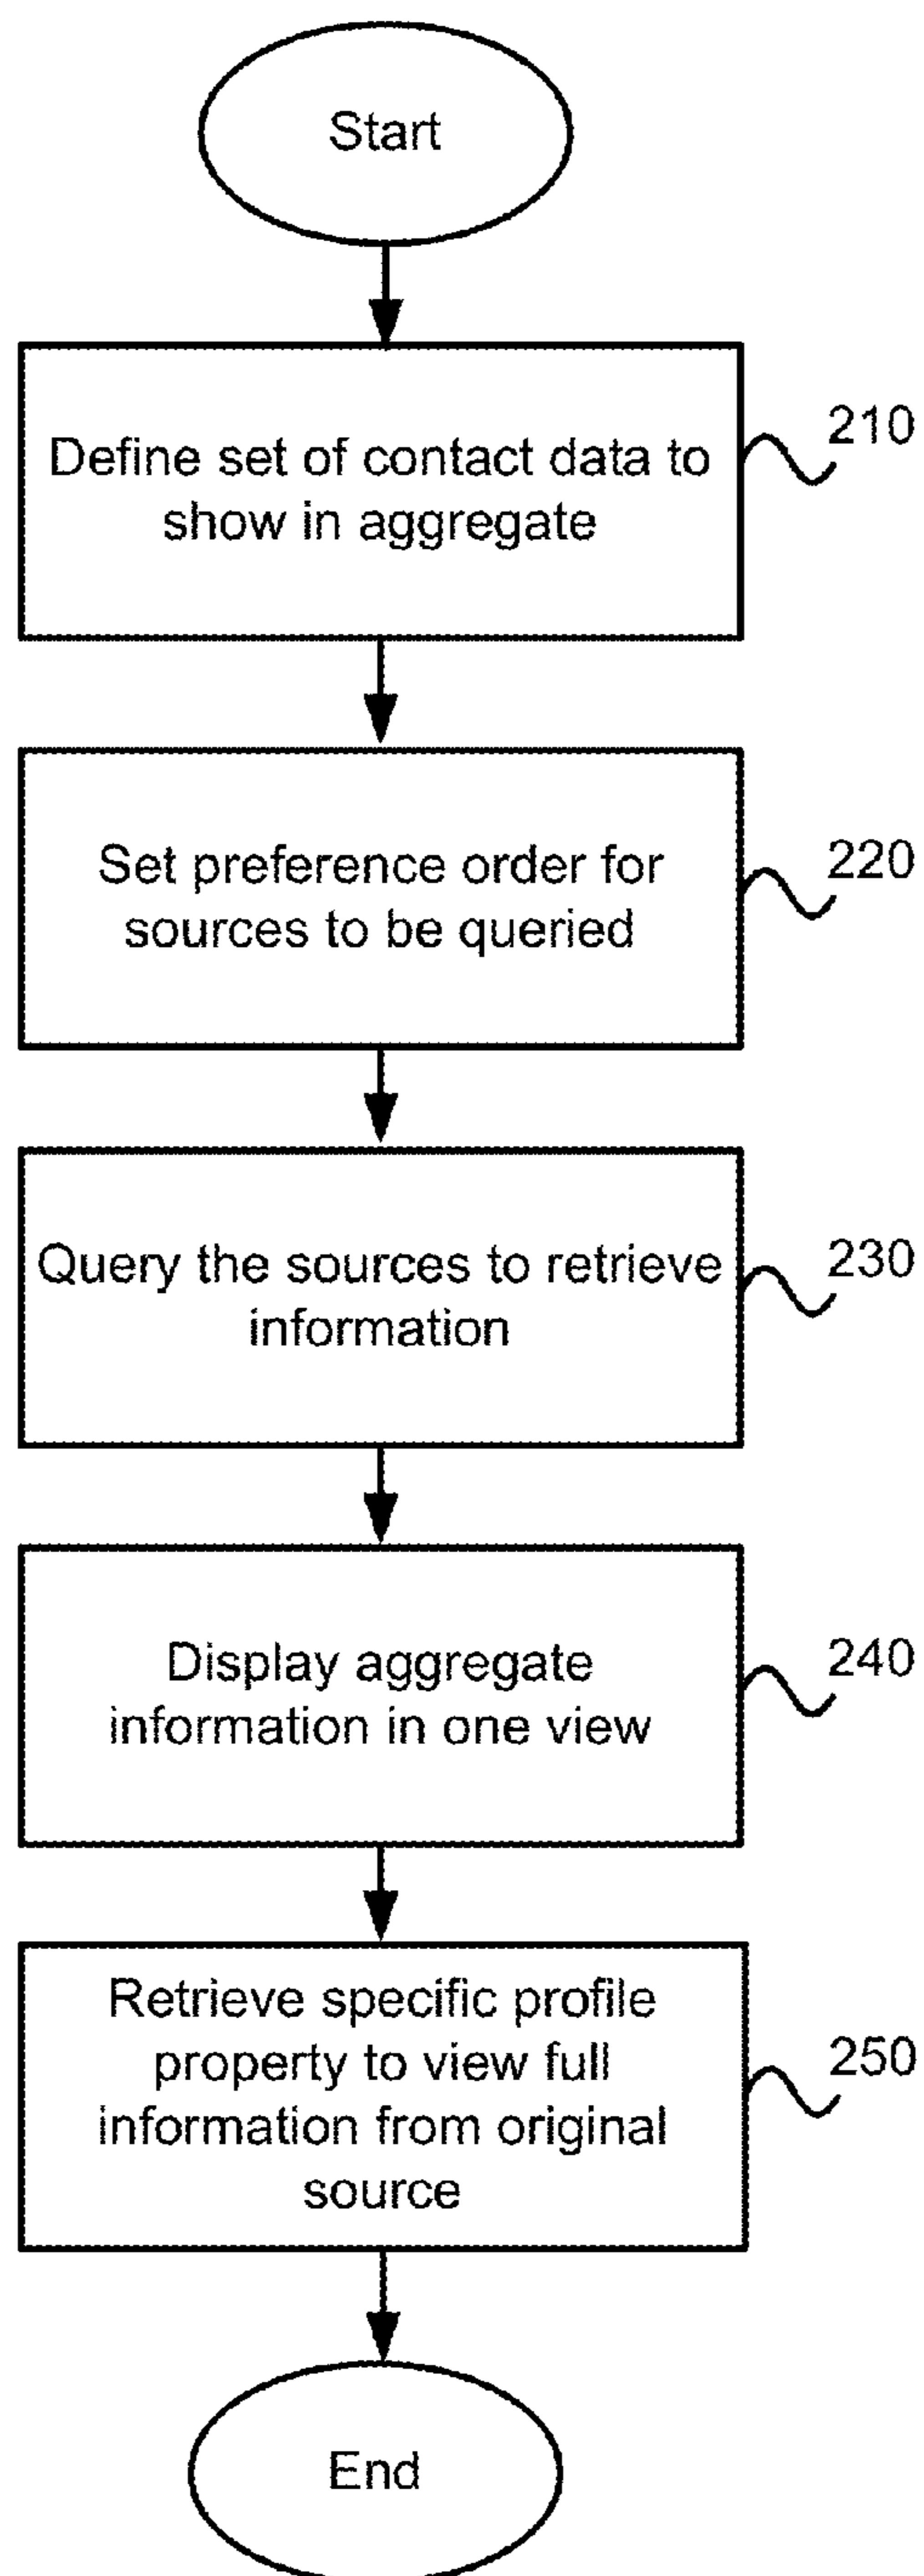 Start
Define set of contact data to
show in aggregate
210
Set preference order for
sources to be queried
220
Query the sources to retrieve
information
230
Display aggregate
information in one view
240
Retrieve specific profile
property to view full
information from original
source
250
End